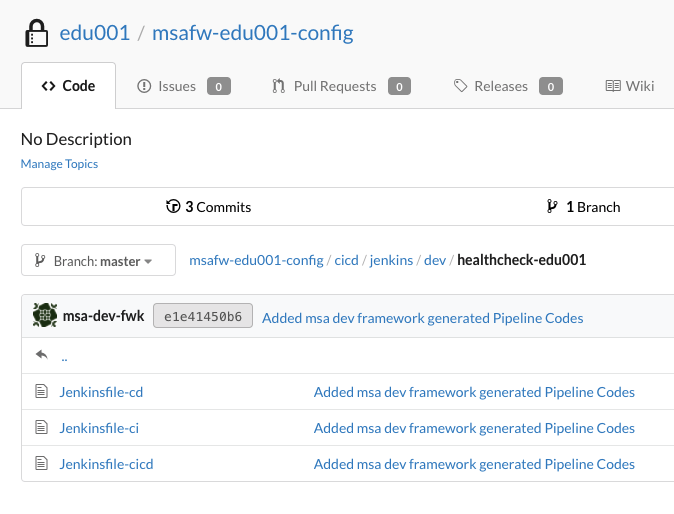 edu001 / msafw-edu001-config
Code Issues 0 Pull Requests 0 Releases 0 Wiki
No Description
Manage Topics
3 Commits 1 Branch
Branch: master msafw-edu001-config / cicd / jenkins / dev / healthcheck-edu001
msa-dev-fwk e1e41450b6 Added msa dev framework generated Pipeline Codes
..
Jenkinsfile-cd Added msa dev framework generated Pipeline Codes
Jenkinsfile-ci Added msa dev framework generated Pipeline Codes
Jenkinsfile-cicd Added msa dev framework generated Pipeline Codes